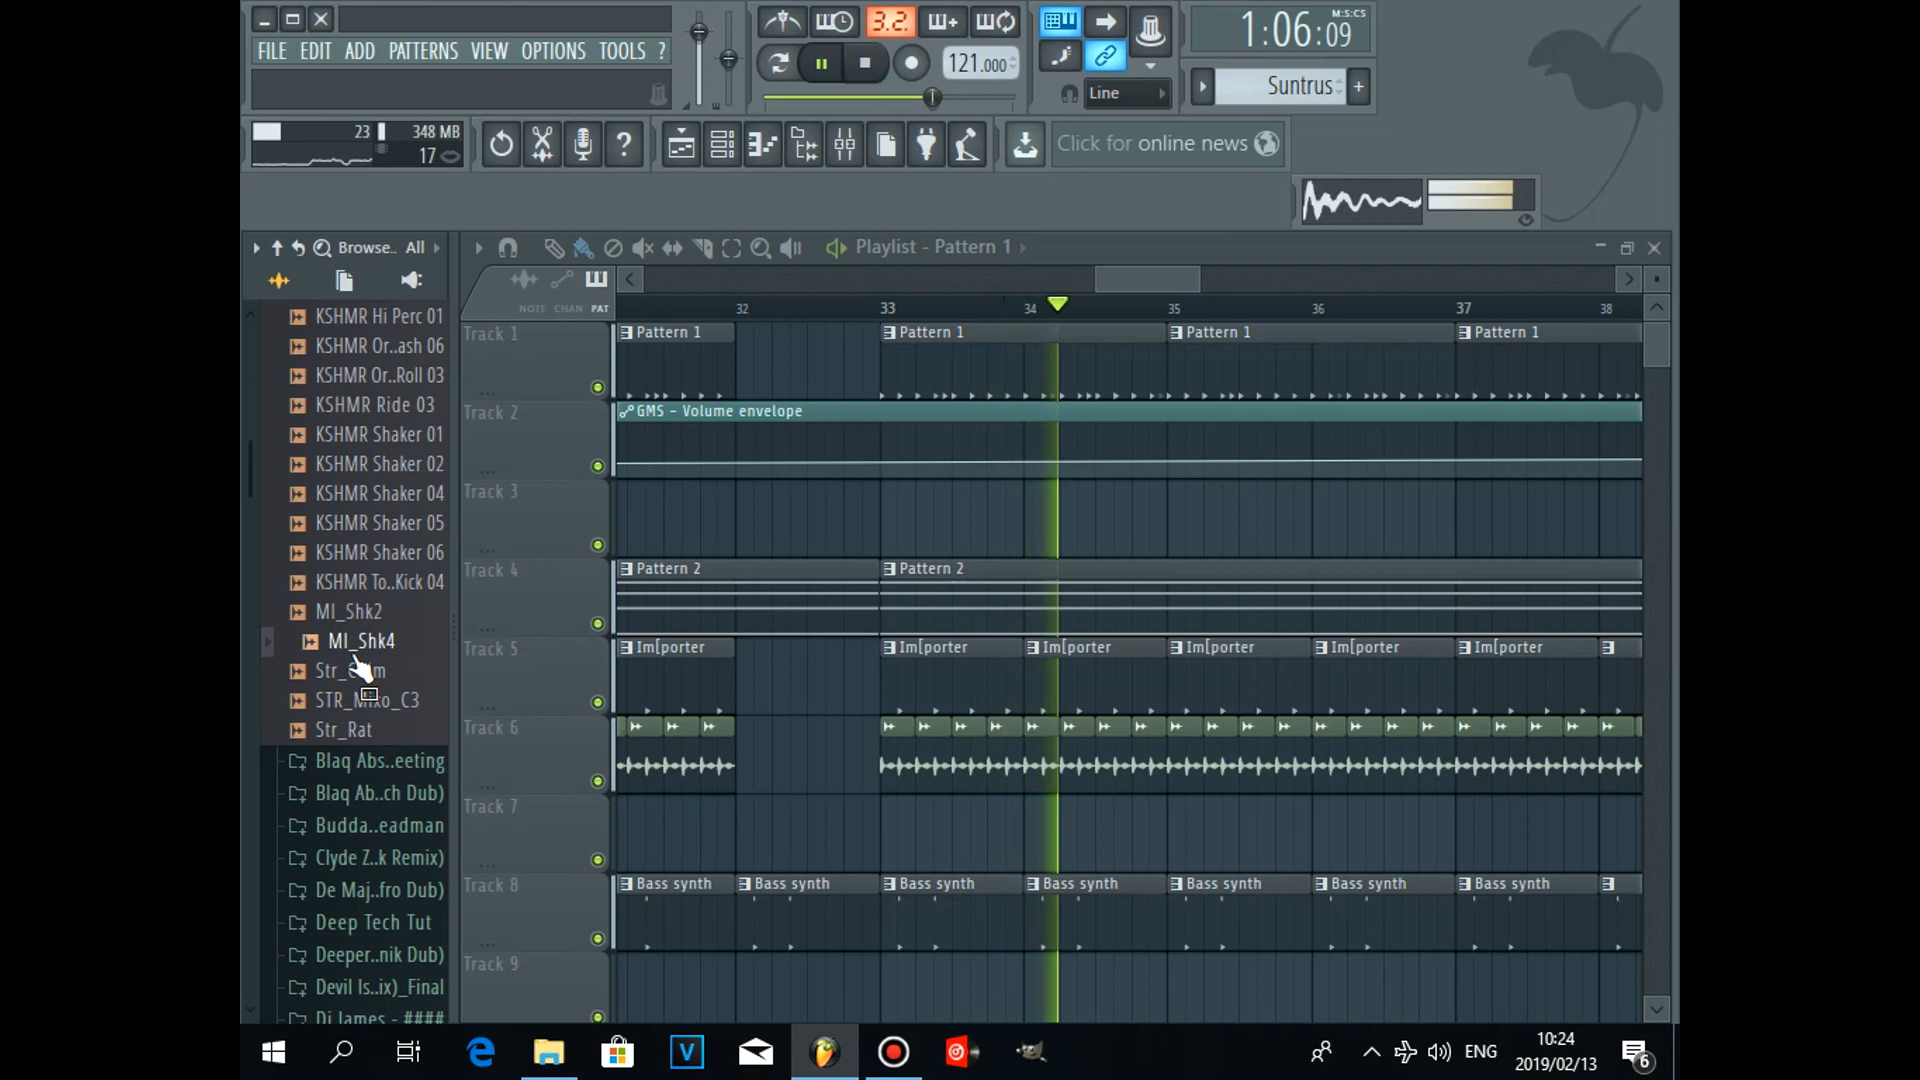 FILE EDIT ADD PATTERNS VIEW OPTIONS TOOLS ?
3.2.
121.000
Line
1:06:09
M:S:CS
Suntrus
23
348 MB
17
Click for online news
Browse.. All
Playlist - Pattern 1
NOTE CHAN PAT
32 33 34 35 36 37 38
KSHMR Hi Perc 01
KSHMR Or..ash 06
KSHMR Or..Roll 03
KSHMR Ride 03
KSHMR Shaker 01
KSHMR Shaker 02
KSHMR Shaker 04
KSHMR Shaker 05
KSHMR Shaker 06
KSHMR To..Kick 04
MI_Shk2
MI_Shk4
STR_Mixo_C3
Str_Rat
Blaq Abs..eeting
Blaq Ab..ch Dub)
Budda..eadman
Clyde Z..k Remix)
De Maj..fro Dub)
Deep Tech Tut
Deeper..nik Dub)
Devil Is..ix)_Final
Dj James - ####
Track 1
Pattern 1 Pattern 1 Pattern 1 Pattern 1
Track 2
GMS - Volume envelope
Track 3
Track 4
Pattern 2 Pattern 2
Track 5
Im[porter Im[porter Im[porter Im[porter Im[porter Im[porter
Track 6
Track 7
Track 8
Bass synth Bass synth Bass synth Bass synth Bass synth Bass synth Bass synth
Track 9
ENG
10:24
2019/02/13
6